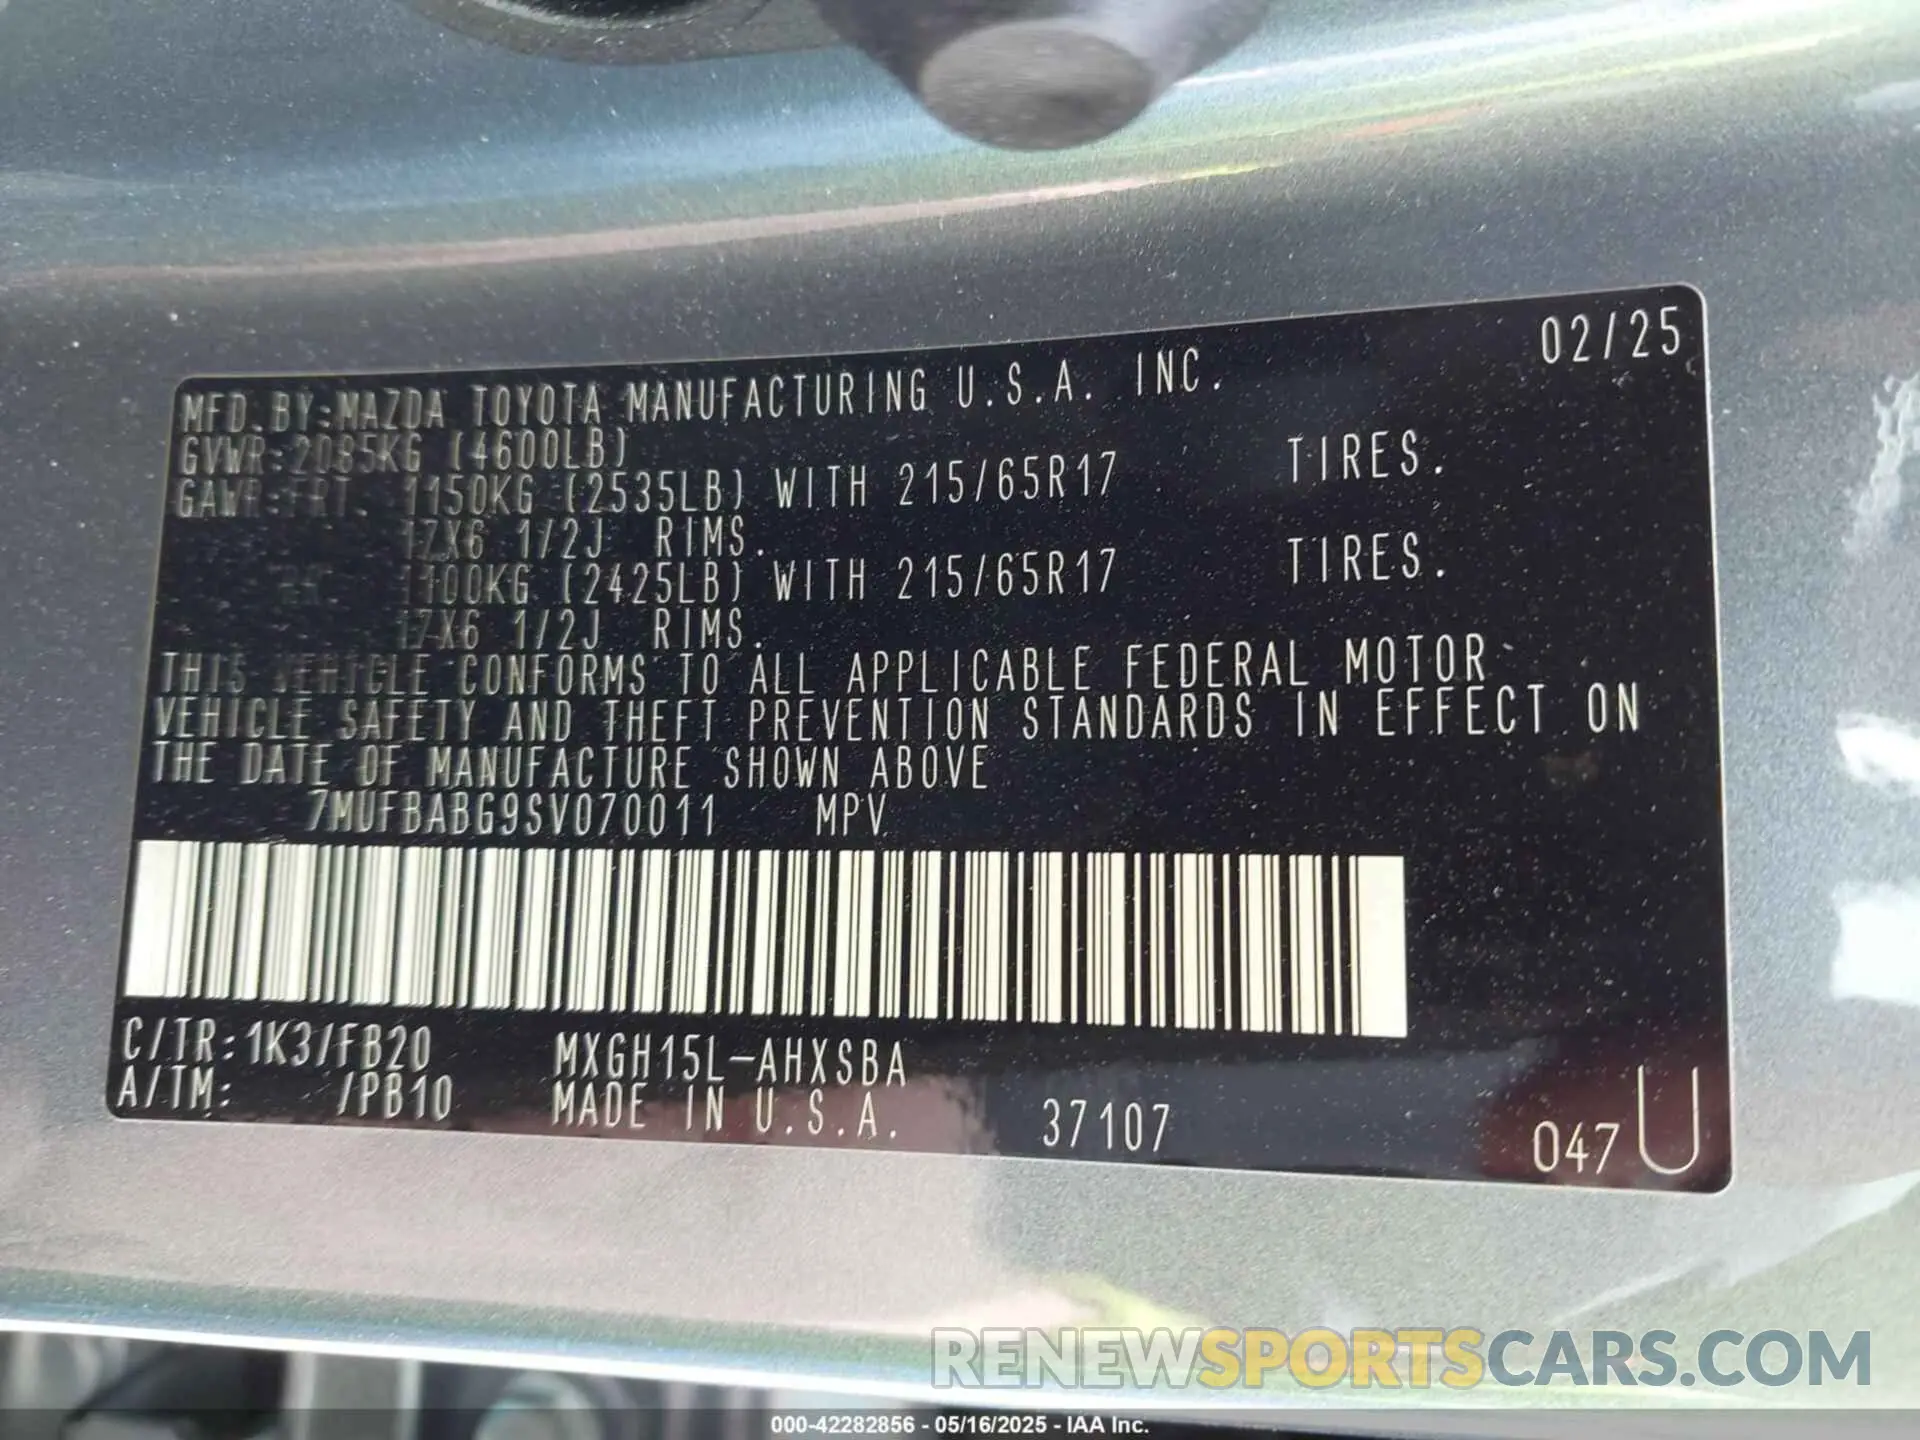 02/25
MFD.BY:MAZDA TOYOTA MANUFACTURING U.S.A. INC.
GVWR:2085KG (4600LB)
GAWR:FRT. 1150KG (2535LB) WITH 215/65R17 TIRES.
17X6 1/2J RIMS.
1100KG (2425LB) WITH 215/65R17 TIRES.
17X6 1/2J RIMS.
THIS VEHICLE CONFORMS TO ALL APPLICABLE FEDERAL MOTOR
VEHICLE SAFETY AND THEFT PREVENTION STANDARDS IN EFFECT ON
THE DATE OF MANUFACTURE SHOWN ABOVE
7MUFBABG9SV070011 MPV
C/TR:1K3/FB20 MXGH15L-AHXSBA
A/TM: /PB10 MADE IN U.S.A. 37107 047 U
RENEWSPORTSCARS.COM
000-42282856 - 05/16/2025 - IAA Inc.